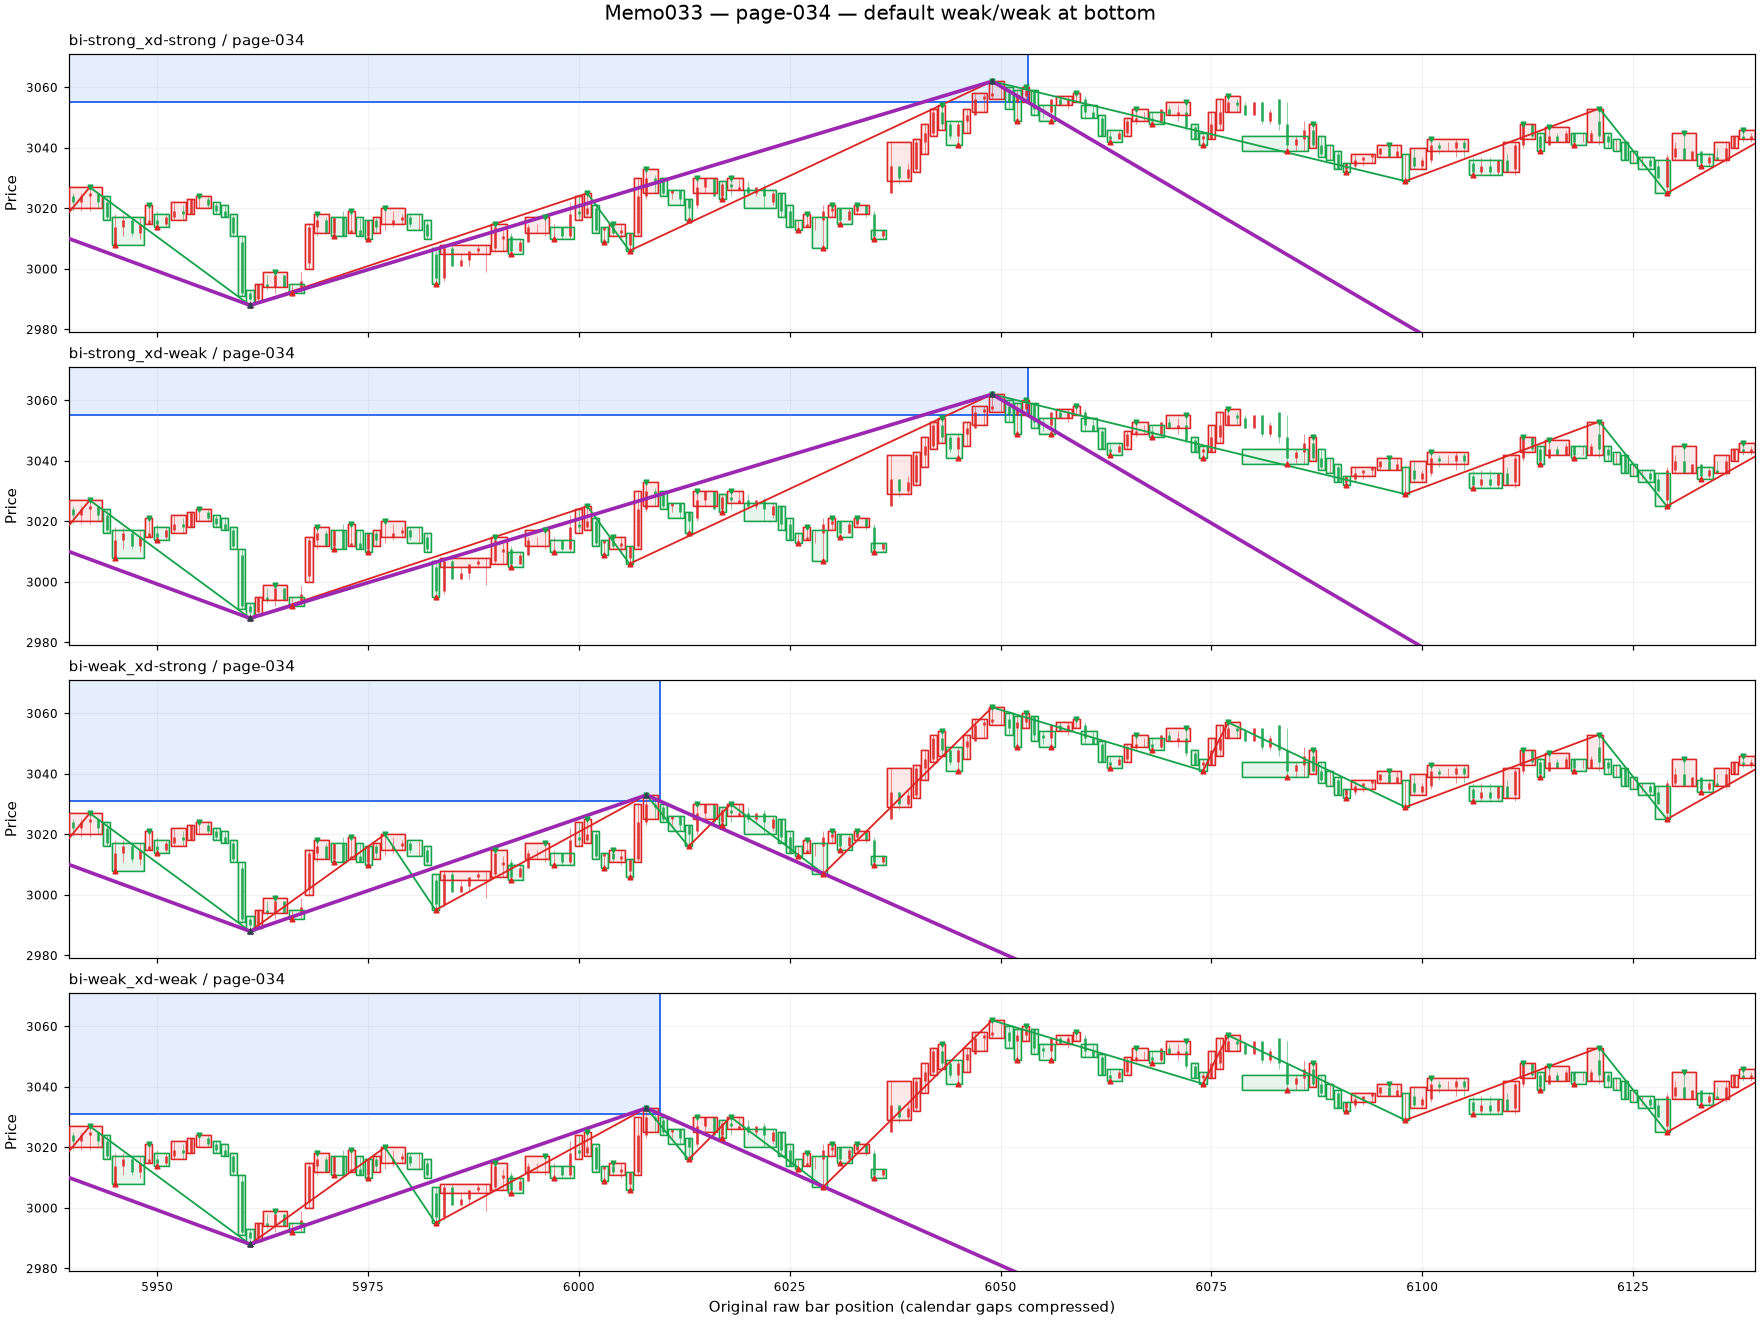 Memo033 — page-034 — default weak/weak at bottom
bi-strong_xd-strong / page-034
3060
3040
3020
3000
2980
Price
bi-strong_xd-weak / page-034
3060
3040
3020
3000
2980
Price
bi-weak_xd-strong / page-034
3060
3040
3020
3000
2980
Price
bi-weak_xd-weak / page-034
3060
3040
3020
3000
2980
Price
5950 5975 6000 6025 6050 6075 6100 6125
Original raw bar position (calendar gaps compressed)